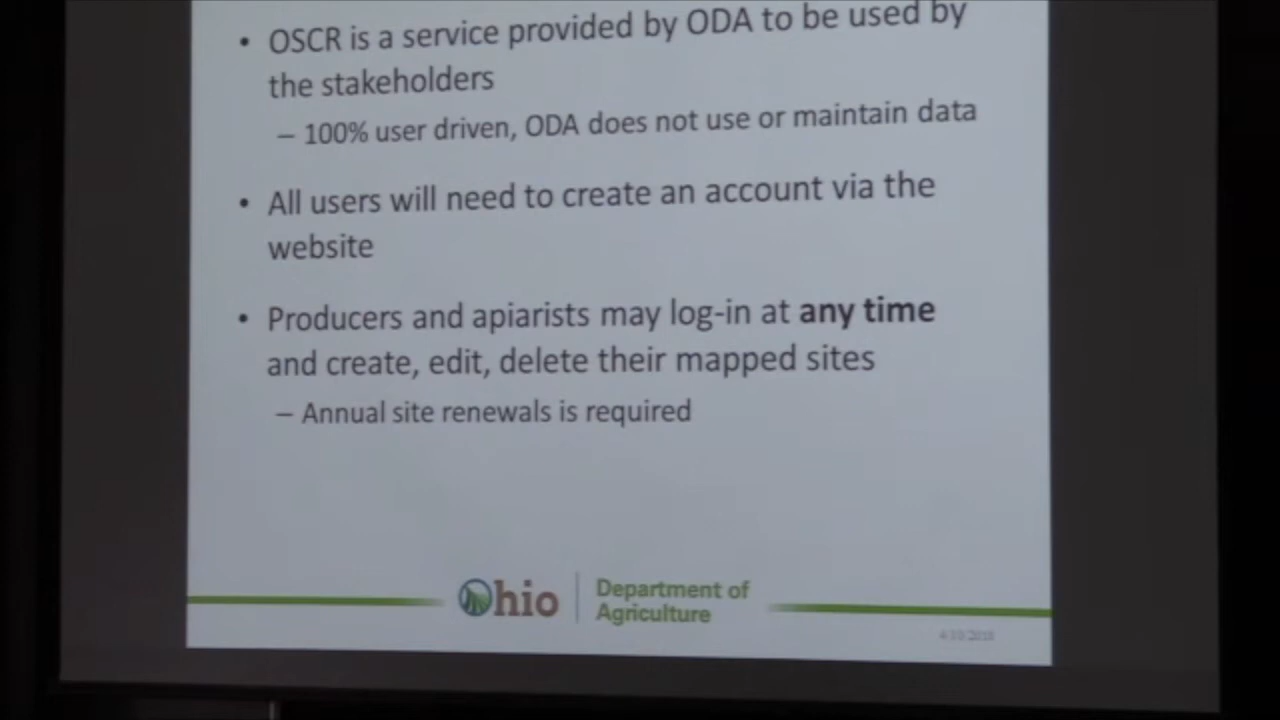 • OSCR is a service provided by ODA to be used by
the stakeholders
– 100% user driven, ODA does not use or maintain data
• All users will need to create an account via the
website
• Producers and apiarists may log-in at any time
and create, edit, delete their mapped sites
– Annual site renewals is required
Ohio
Department of
Agriculture